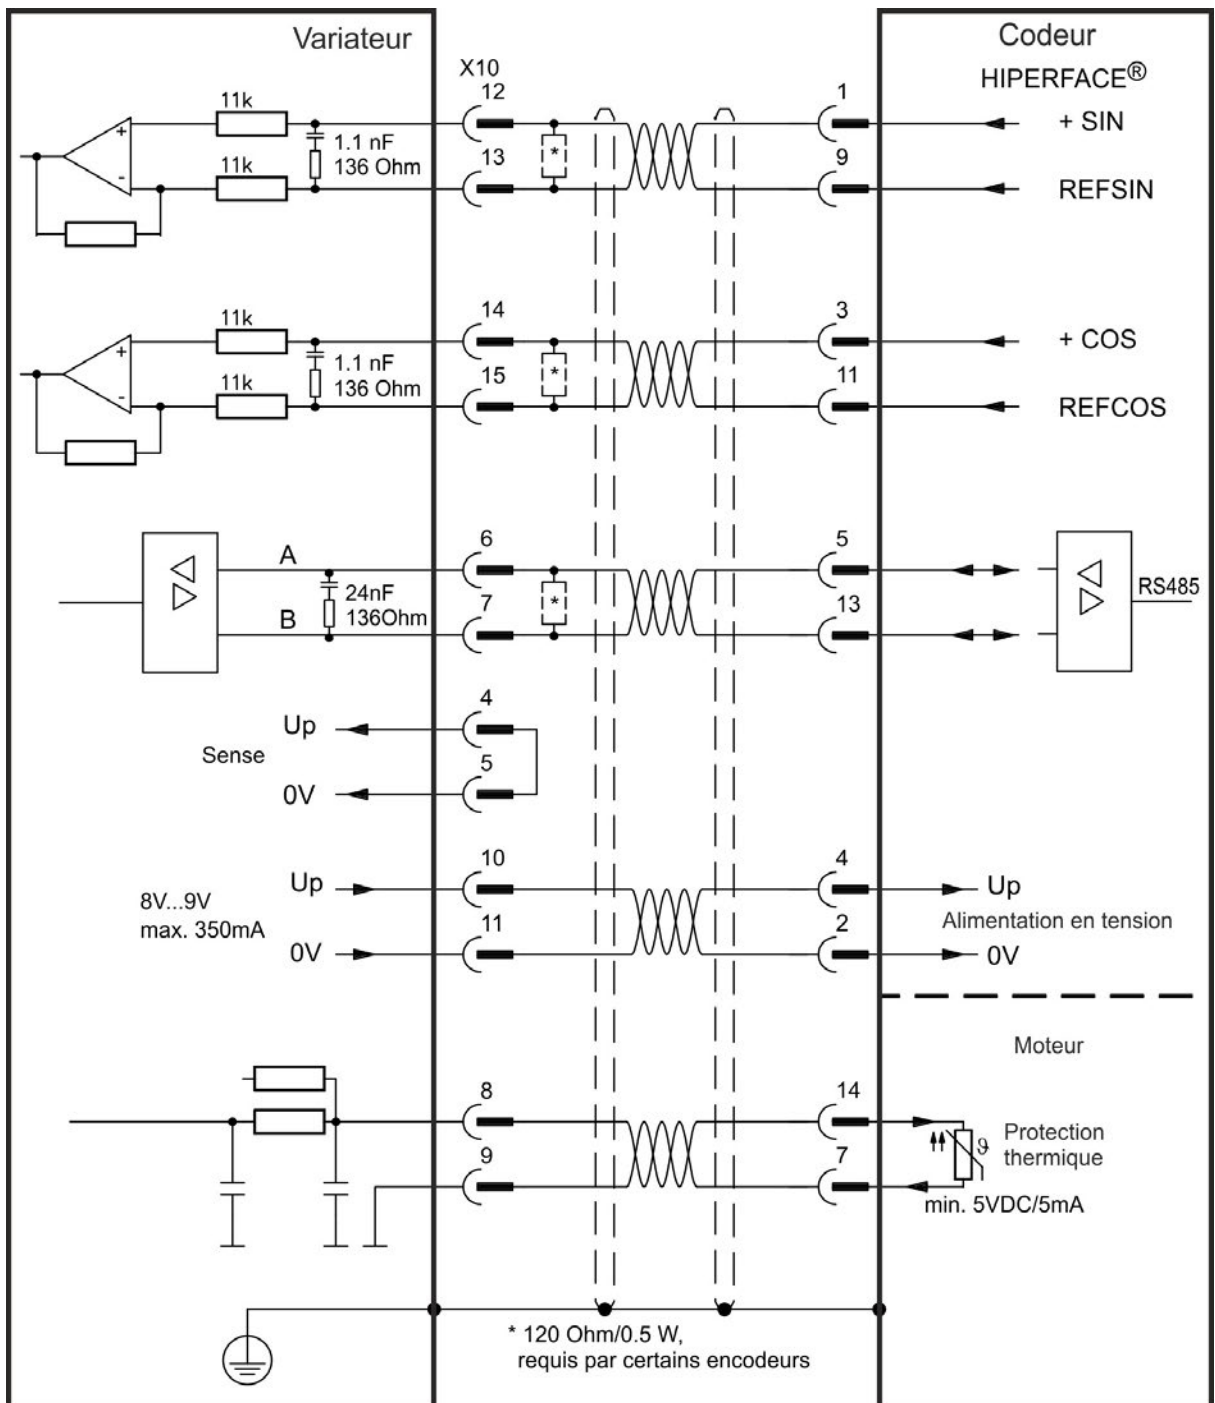 Variateur
Codeur
HIPERFACE®
X10
11k
12
1
+ SIN
+
1.1 nF
136 Ohm
11k
13
9
REFSIN
-
11k
14
3
+ COS
+
1.1 nF
136 Ohm
11k
15
11
REFCOS
-
*
*
A
6
5
24nF
136Ohm
*
RS485
B
7
13
4
Up
Sense
5
0V
10
4
Up
Up
8V...9V
max. 350mA
Alimentation en tension
11
2
0V
0V
Moteur
8
14
Protection
thermique
ϑ
9
7
min. 5VDC/5mA
* 120 Ohm/0.5 W,
requis par certains encodeurs